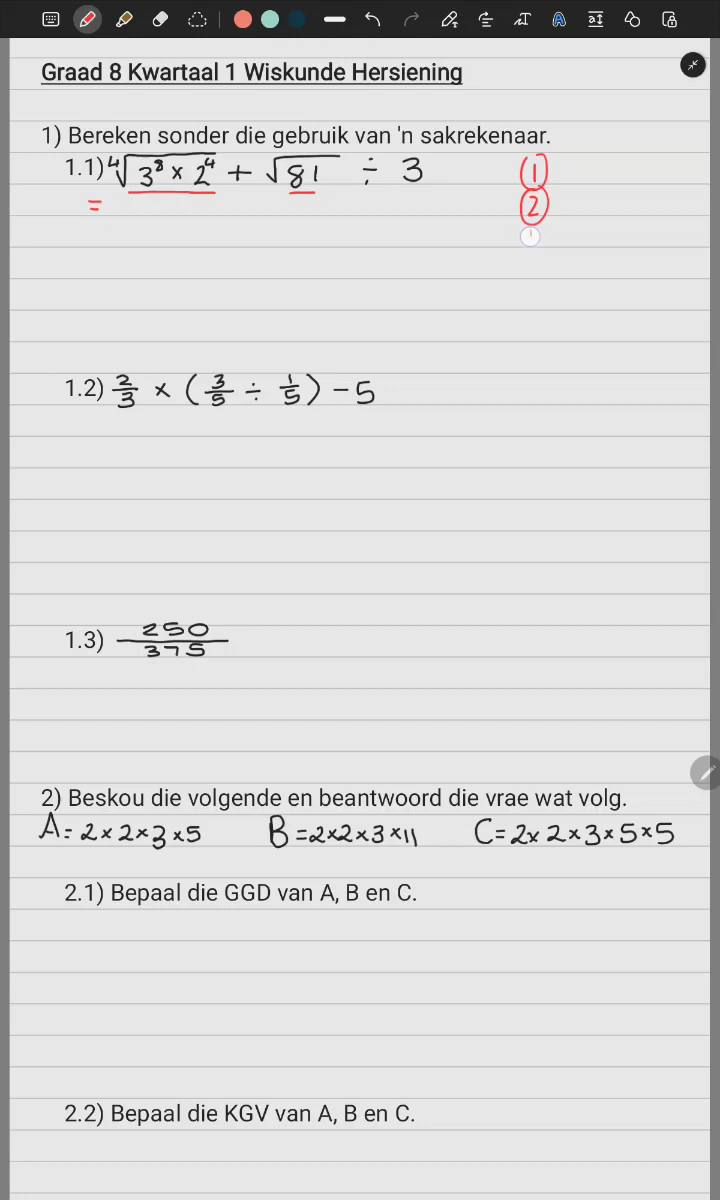 Graad 8 Kwartaal 1 Wiskunde Hersiening
1) Bereken sonder die gebruik van 'n sakrekenaar.
1.1) ⁴√(3⁸ × 2⁴) + √81 ÷ 3 ①
= ②
1.2) 2/3 × (3/5 ÷ 1/5) - 5
1.3) 250/375
2) Beskou die volgende en beantwoord die vrae wat volg.
A = 2 × 2 × 3 × 5 B = 2 × 2 × 3 × 11 C = 2 × 2 × 3 × 5 × 5
2.1) Bepaal die GGD van A, B en C.
2.2) Bepaal die KGV van A, B en C.